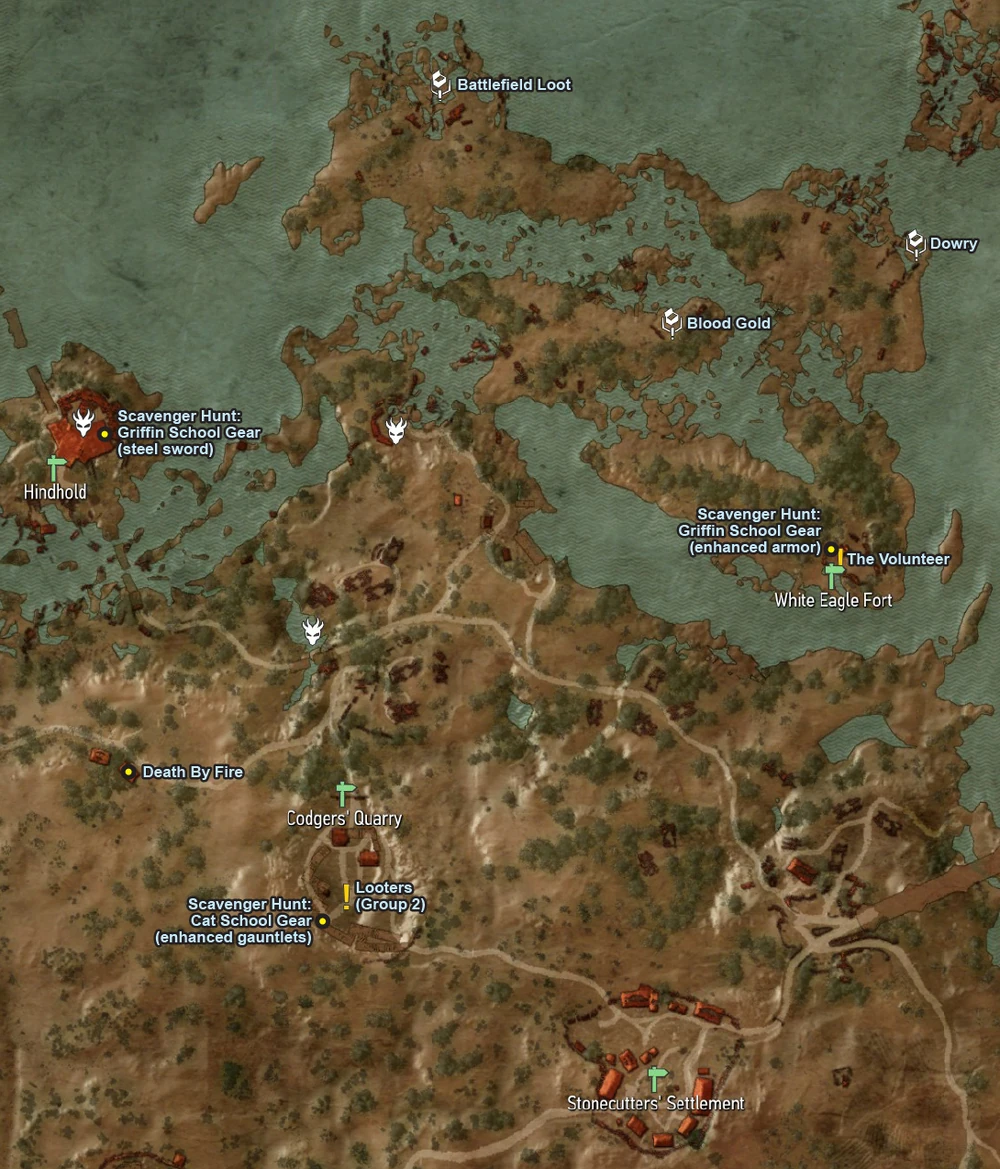 Battlefield Loot
Dowry
Blood Gold
Scavenger Hunt:
Griffin School Gear
(steel sword)
Hindhold
Scavenger Hunt:
Griffin School Gear
(enhanced armor)
The Volunteer
White Eagle Fort
Death By Fire
Codgers' Quarry
Looters
(Group 2)
Scavenger Hunt:
Cat School Gear
(enhanced gauntlets)
Stonecutters' Settlement